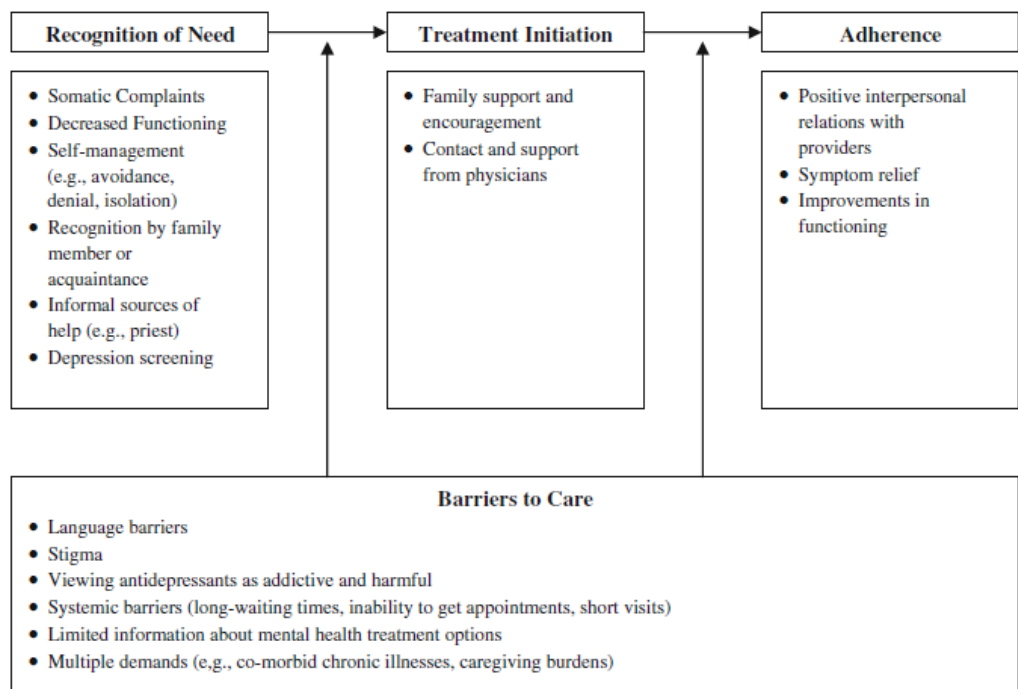 Recognition of Need
Treatment Initiation
Adherence
• Somatic Complaints
• Decreased Functioning
• Self-management
(e.g., avoidance,
denial, isolation)
• Recognition by family
member or
acquaintance
• Informal sources of
help (e.g., priest)
• Depression screening
• Family support and
encouragement
• Contact and support
from physicians
• Positive interpersonal
relations with
providers
• Symptom relief
• Improvements in
functioning
Barriers to Care
• Language barriers
• Stigma
• Viewing antidepressants as addictive and harmful
• Systemic barriers (long-waiting times, inability to get appointments, short visits)
• Limited information about mental health treatment options
• Multiple demands (e,g., co-morbid chronic illnesses, caregiving burdens)